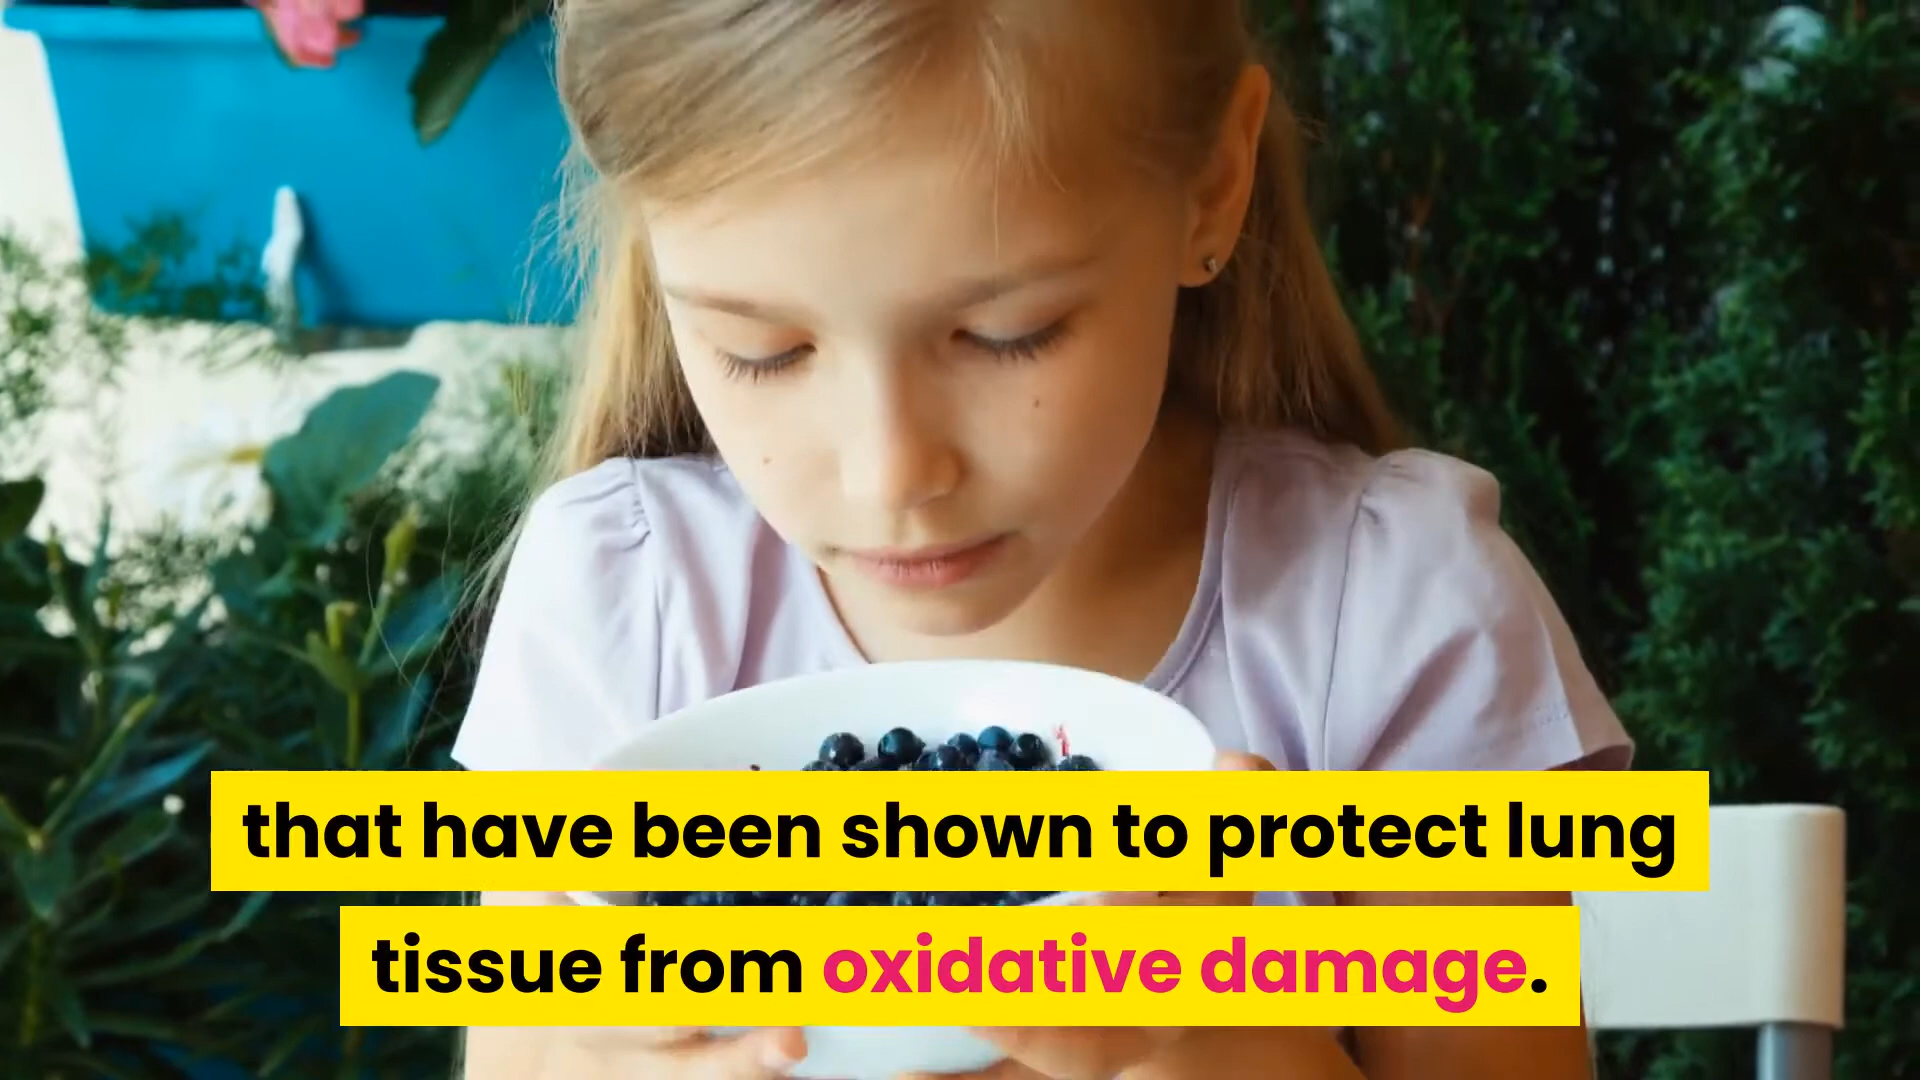 that have been shown to protect lung
tissue from oxidative damage.